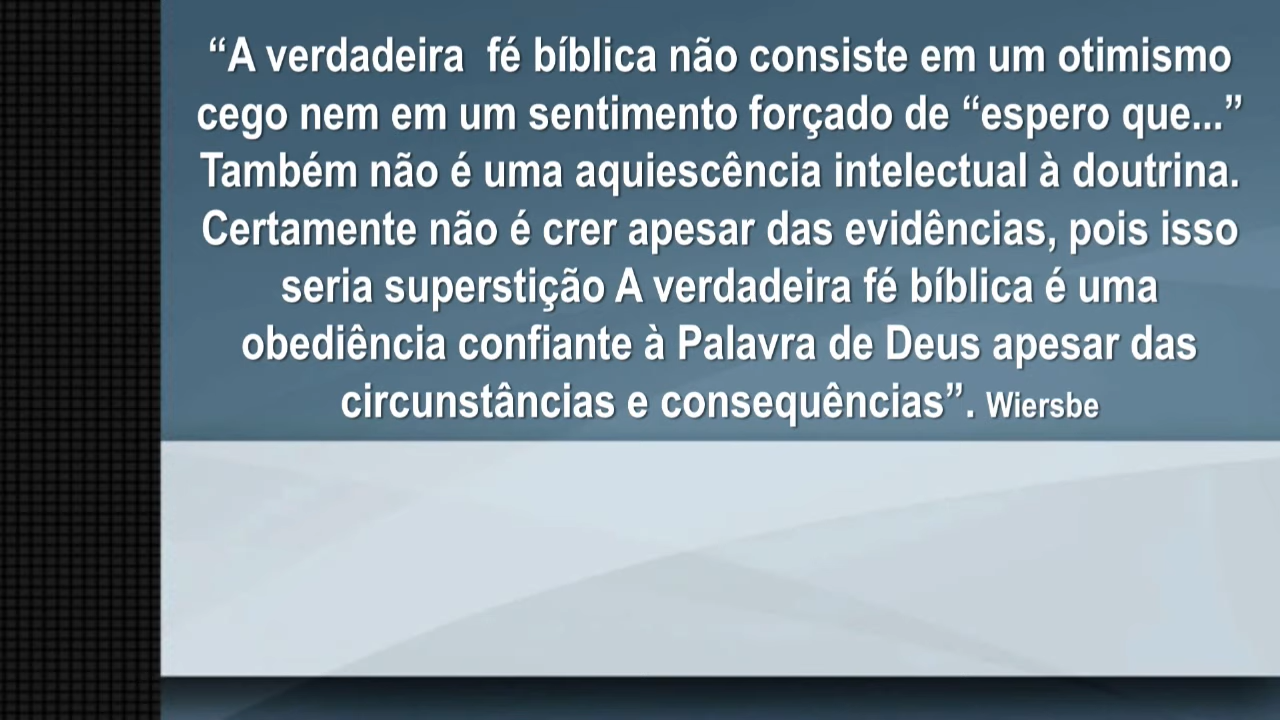 “A verdadeira  fé bíblica não consiste em um otimismo
cego nem em um sentimento forçado de “espero que...”
Também não é uma aquiescência intelectual à doutrina.
Certamente não é crer apesar das evidências, pois isso
seria superstição A verdadeira fé bíblica é uma
obediência confiante à Palavra de Deus apesar das
circunstâncias e consequências”. Wiersbe